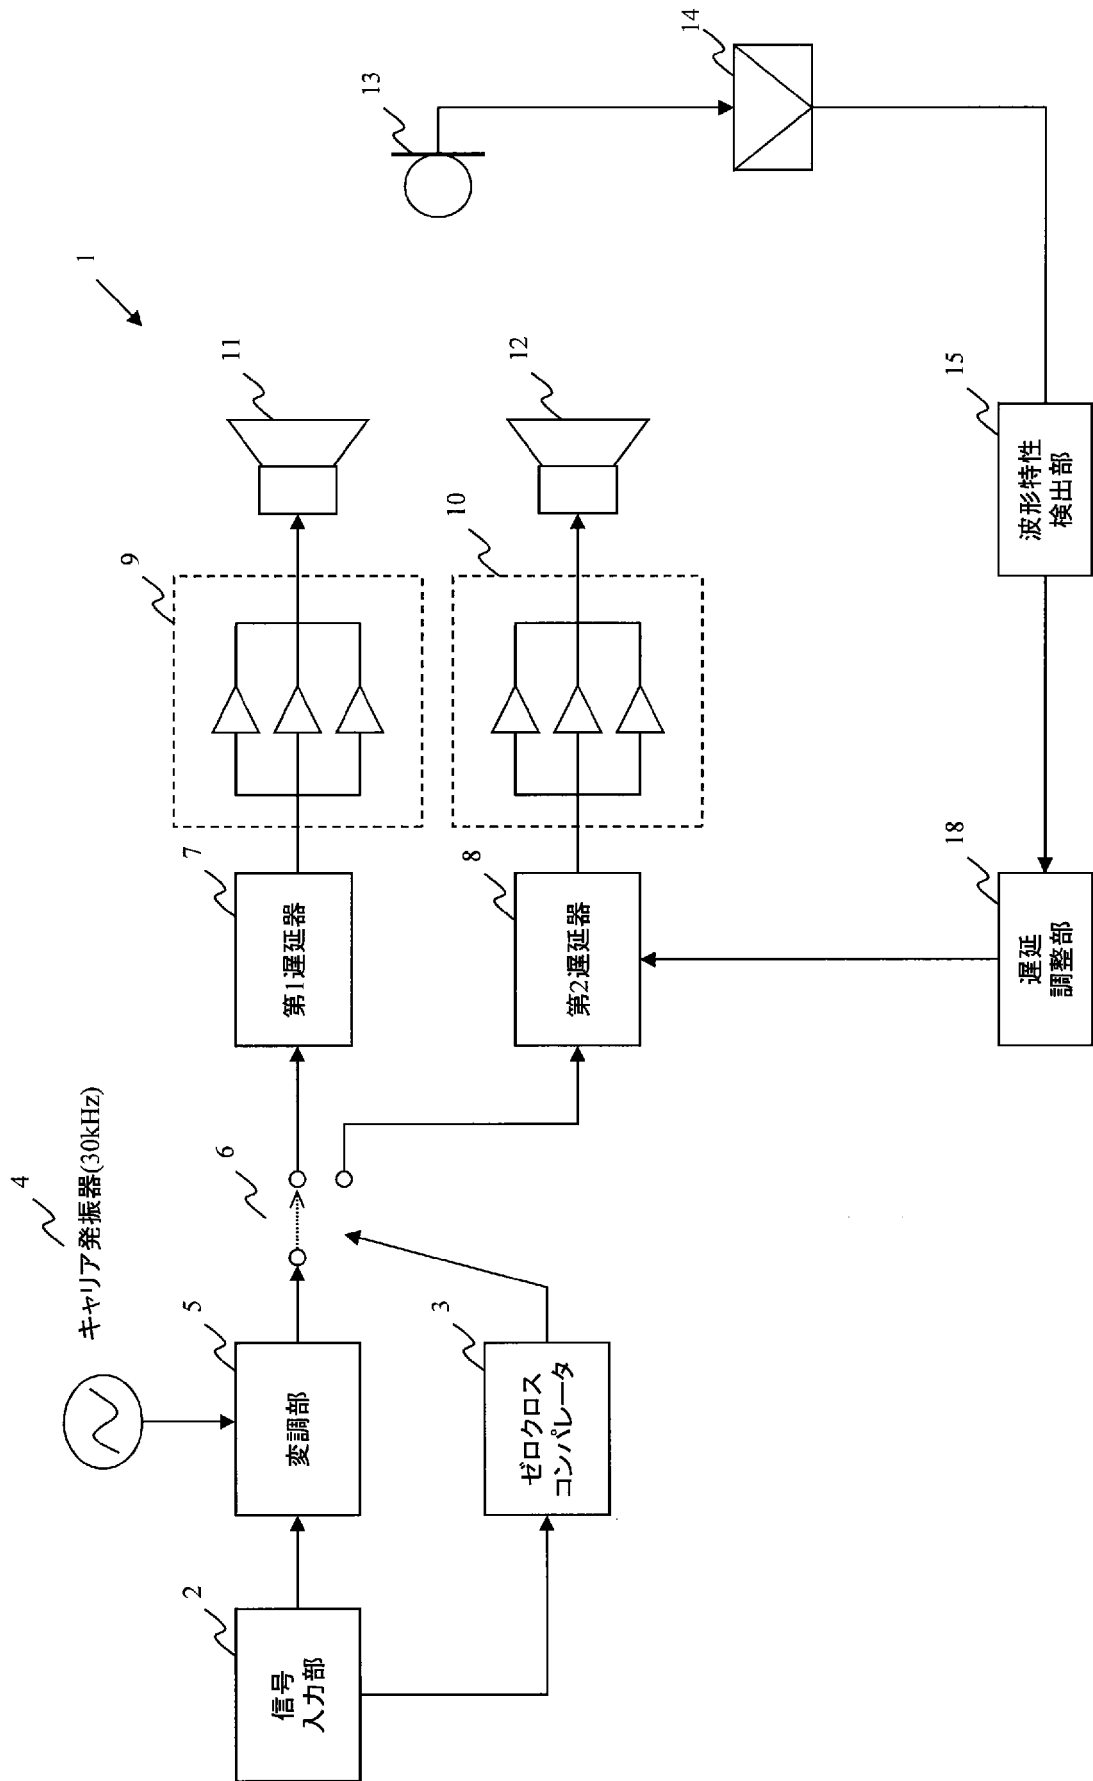 1
4
キャリア発振器(30kHz)
2
信号
入力部
5
変調部
6
7
第1遅延器
9
11
13
14
3
ゼロクロス
コンパレータ
8
第2遅延器
10
12
18
遅延
調整部
15
波形特性
検出部